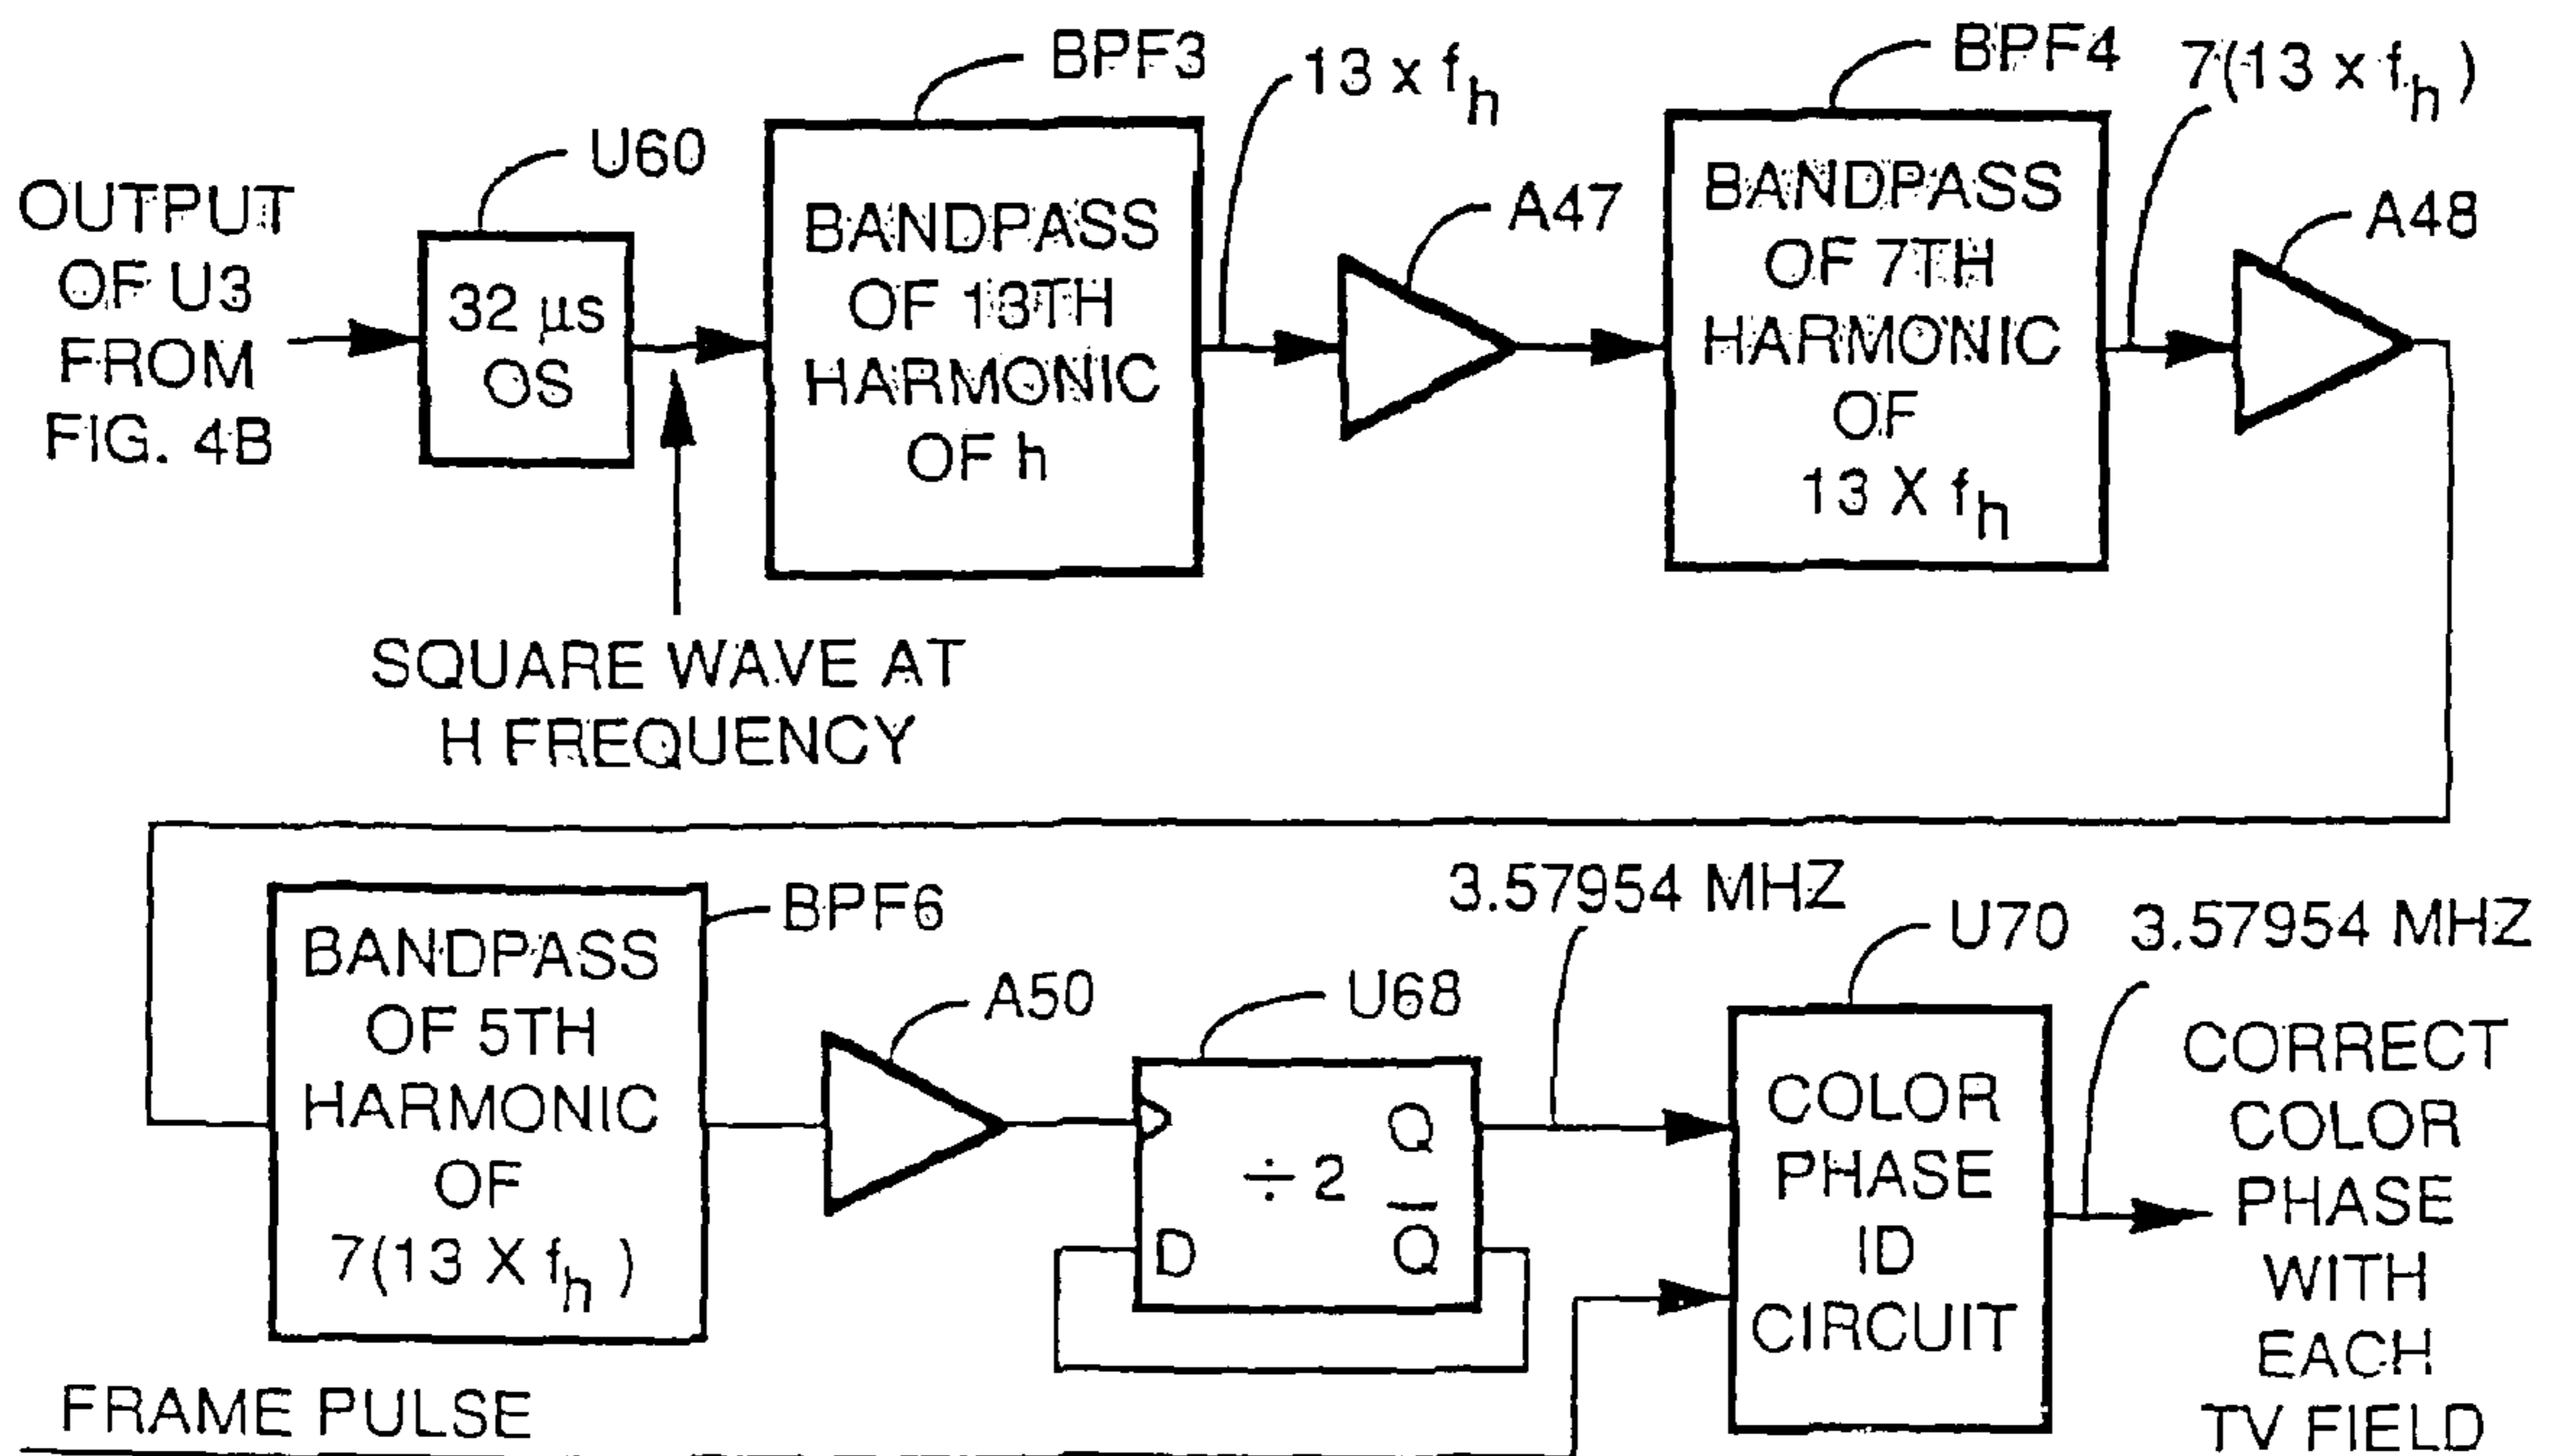 OUTPUT
OF U3
FROM
FIG. 4B
U60
32 µs
OS
SQUARE WAVE AT
H FREQUENCY
BPF3
BANDPASS
OF 13TH
HARMONIC
OF h
13 x fh
A47
BPF4
BANDPASS
OF 7TH
HARMONIC
OF
13 X fh
7(13 x fh)
A48
BPF6
BANDPASS
OF 5TH
HARMONIC
OF
7(13 X fh)
A50
U68
÷ 2
Q
D
Q̅
3.57954 MHZ
U70
COLOR
PHASE
ID
CIRCUIT
3.57954 MHZ
CORRECT
COLOR
PHASE
WITH
EACH
TV FIELD
FRAME PULSE